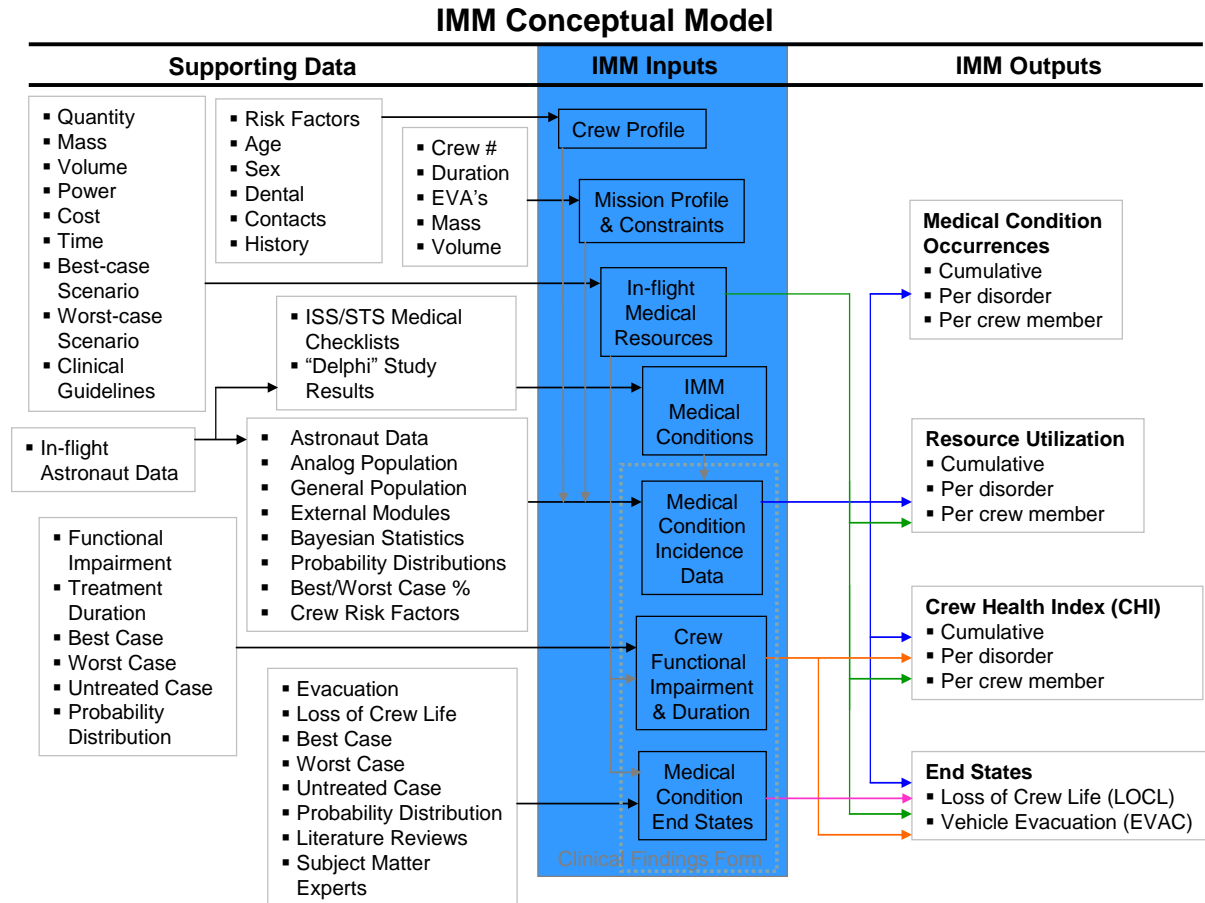 IMM Conceptual Model
Supporting Data
IMM Inputs
IMM Outputs
▪ Quantity
▪ Mass
▪ Volume
▪ Power
▪ Cost
▪ Time
▪ Best-case
Scenario
▪ Worst-case
Scenario
▪ Clinical
Guidelines
▪ Risk Factors
▪ Age
▪ Sex
▪ Dental
▪ Contacts
▪ History
▪ Crew #
▪ Duration
▪ EVA's
▪ Mass
▪ Volume
▪ ISS/STS Medical
Checklists
▪ “Delphi” Study
Results
▪ In-flight
Astronaut Data
▪ Astronaut Data
▪ Analog Population
▪ General Population
▪ External Modules
▪ Bayesian Statistics
▪ Probability Distributions
▪ Best/Worst Case %
▪ Crew Risk Factors
▪ Functional
Impairment
▪ Treatment
Duration
▪ Best Case
▪ Worst Case
▪ Untreated Case
▪ Probability
Distribution
▪ Evacuation
▪ Loss of Crew Life
▪ Best Case
▪ Worst Case
▪ Untreated Case
▪ Probability Distribution
▪ Literature Reviews
▪ Subject Matter
Experts
Crew Profile
Mission Profile
& Constraints
In-flight
Medical
Resources
IMM
Medical
Conditions
Medical
Condition
Incidence
Data
Crew
Functional
Impairment
& Duration
Medical
Condition
End States
Clinical Findings Form
Medical Condition
Occurrences
▪ Cumulative
▪ Per disorder
▪ Per crew member
Resource Utilization
▪ Cumulative
▪ Per disorder
▪ Per crew member
Crew Health Index (CHI)
▪ Cumulative
▪ Per disorder
▪ Per crew member
End States
▪ Loss of Crew Life (LOCL)
▪ Vehicle Evacuation (EVAC)